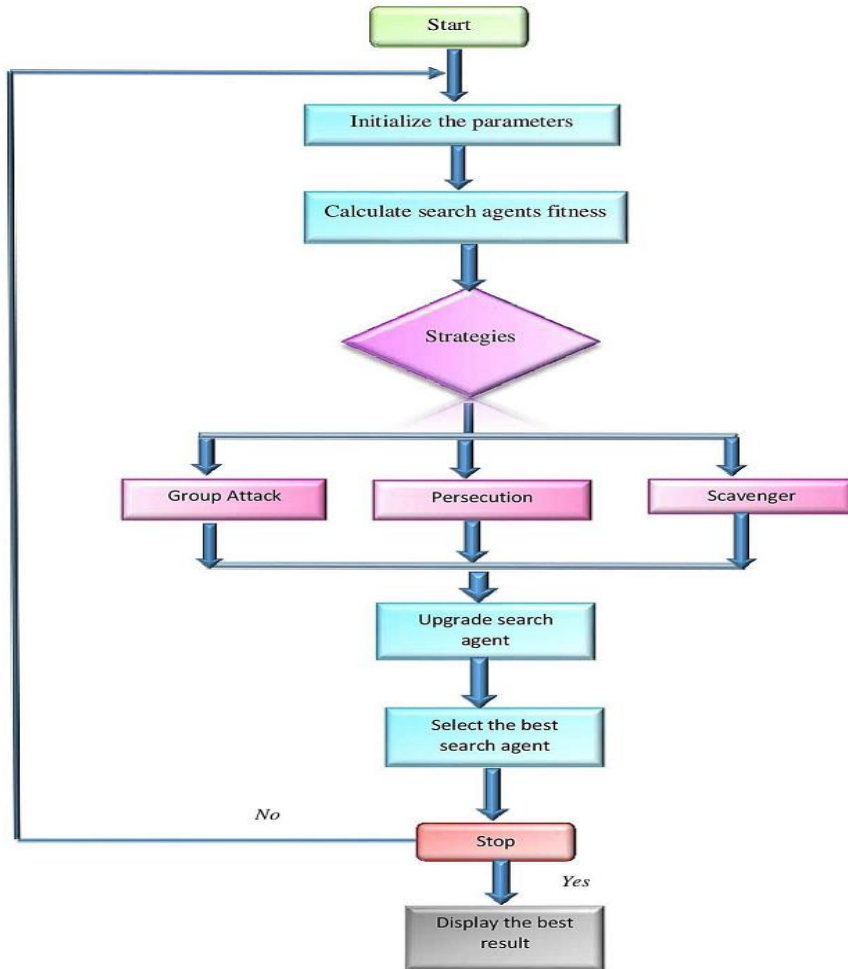 Start
Initialize the parameters
Calculate search agents fitness
Strategies
Group Attack
Persecution
Scavenger
Upgrade search
agent
Select the best
search agent
No
Stop
Yes
Display the best
result